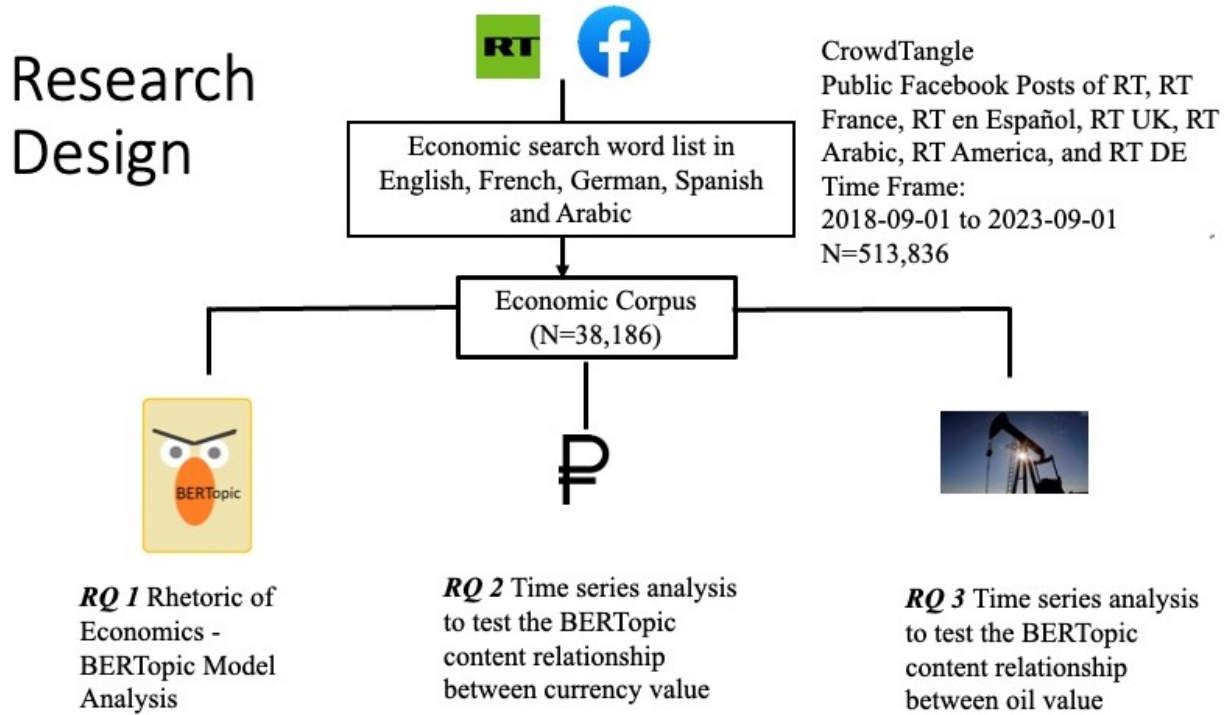 Research
Design
RT
f
CrowdTangle
Public Facebook Posts of RT, RT
France, RT en Español, RT UK, RT
Arabic, RT America, and RT DE
Time Frame:
2018-09-01 to 2023-09-01
N=513,836
Economic search word list in
English, French, German, Spanish
and Arabic
Economic Corpus
(N=38,186)
BERTopic
₽
RQ 1 Rhetoric of
Economics -
BERTopic Model
Analysis
RQ 2 Time series analysis
to test the BERTopic
content relationship
between currency value
RQ 3 Time series analysis
to test the BERTopic
content relationship
between oil value